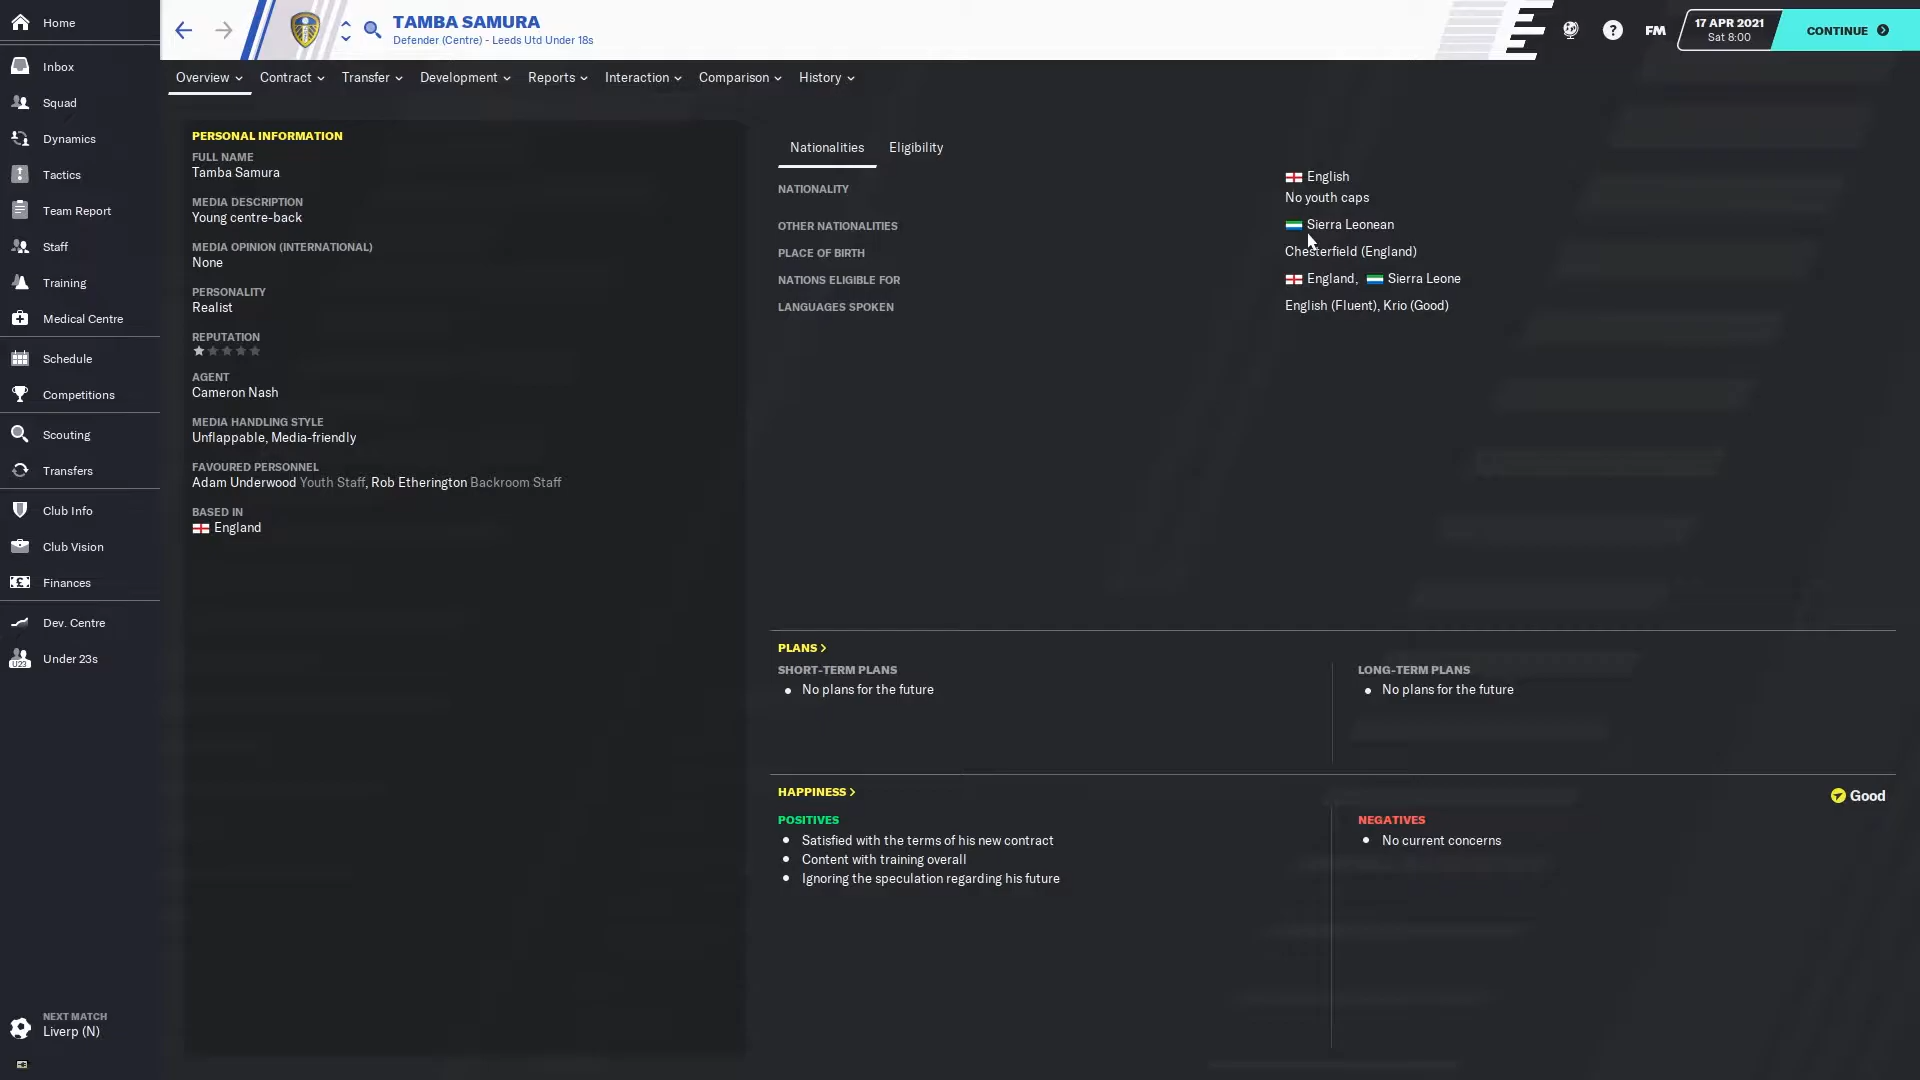 Home
Inbox
Squad
Dynamics
Tactics
Team Report
Staff
Training
Medical Centre
Schedule
Competitions
Scouting
Transfers
Club Info
Club Vision
Finances
Dev. Centre
U23
Under 23s
NEXT MATCH
Liverp (N)
TAMBA SAMURA
Defender (Centre) - Leeds Utd Under 18s
?
FM
17 APR 2021
Sat 8:00
CONTINUE
Overview Contract Transfer Development Reports Interaction Comparison History
PERSONAL INFORMATION
FULL NAME
Tamba Samura
MEDIA DESCRIPTION
Young centre-back
MEDIA OPINION (INTERNATIONAL)
None
PERSONALITY
Realist
REPUTATION
AGENT
Cameron Nash
MEDIA HANDLING STYLE
Unflappable, Media-friendly
FAVOURED PERSONNEL
Adam Underwood Youth Staff, Rob Etherington Backroom Staff
BASED IN
England
Nationalities Eligibility
NATIONALITY English
No youth caps
OTHER NATIONALITIES Sierra Leonean
PLACE OF BIRTH Chesterfield (England)
NATIONS ELIGIBLE FOR England, Sierra Leone
LANGUAGES SPOKEN English (Fluent), Krio (Good)
PLANS >
SHORT-TERM PLANS
• No plans for the future
LONG-TERM PLANS
• No plans for the future
HAPPINESS >
Good
POSITIVES
• Satisfied with the terms of his new contract
• Content with training overall
• Ignoring the speculation regarding his future
NEGATIVES
• No current concerns